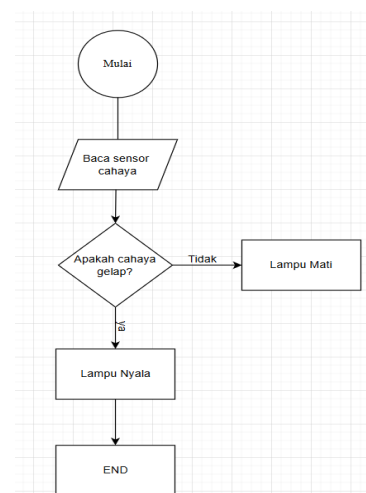 Mulai
Baca sensor
cahaya
Apakah cahaya
gelap?
Tidak
Lampu Mati
ya
Lampu Nyala
END